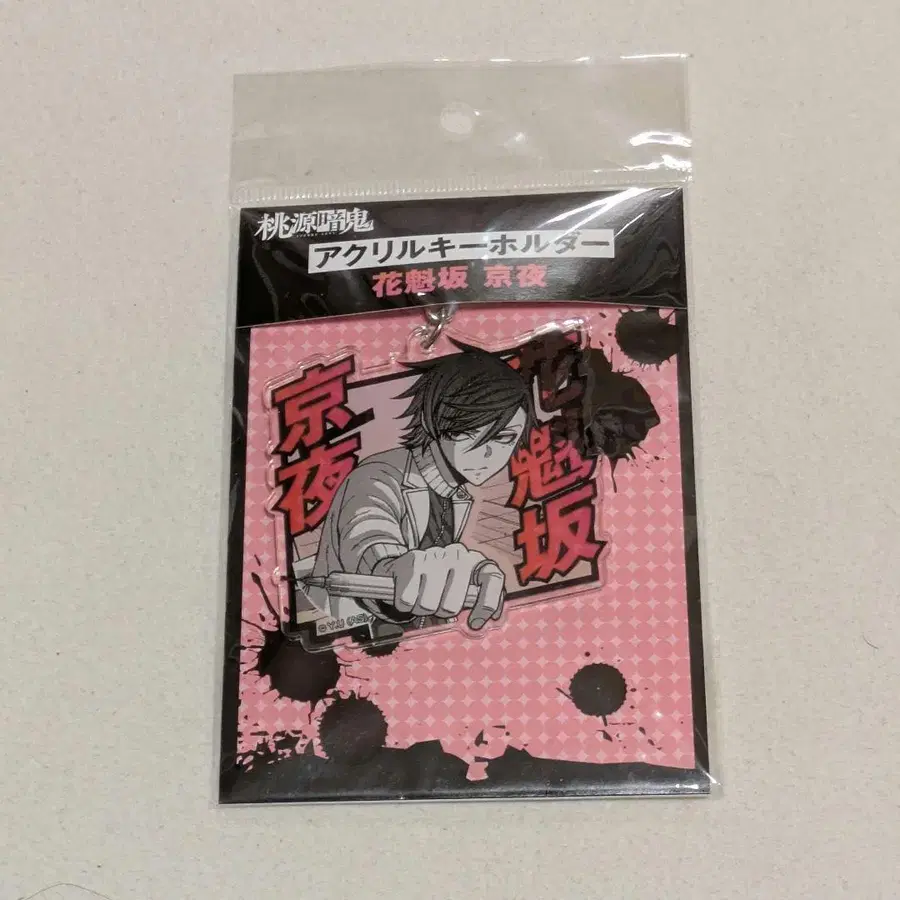 桃源暗鬼
アクリルキーホルダー
花魁坂 京夜
花魁坂
京夜